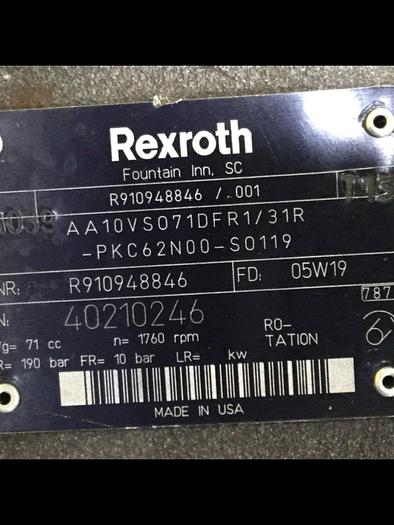 Rexroth
Fountain Inn, SC
R910948846 /.001
AA10VSO71DFR1/31R
-PKC62N00-S0119
NR: R910948846 FD: 05W19
N: 40210246 787
g= 71 cc n= 1760 rpm RO-
R= 190 bar FR= 10 bar LR= kw TATION
MADE IN USA